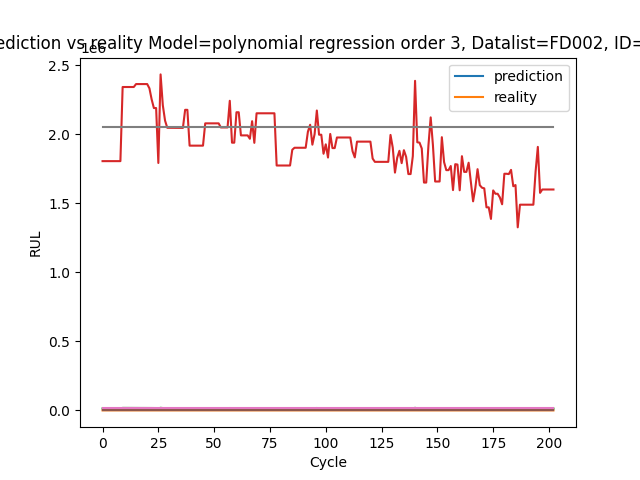 1e6
ediction vs reality Model=polynomial regression order 3, Datalist=FD002, ID=
2.5
2.0
1.5
1.0
0.5
0.0
RUL
prediction
reality
0
25
50
75
100
125
150
175
200
Cycle